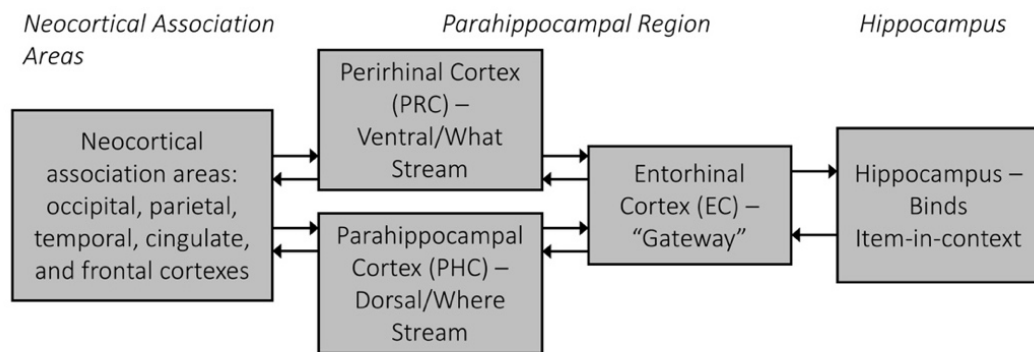 Neocortical Association
Areas
Parahippocampal Region
Hippocampus
Neocortical
association areas:
occipital, parietal,
temporal, cingulate,
and frontal cortexes
Perirhinal Cortex
(PRC) –
Ventral/What
Stream
Parahippocampal
Cortex (PHC) –
Dorsal/Where
Stream
Entorhinal
Cortex (EC) –
“Gateway”
Hippocampus –
Binds
Item-in-context